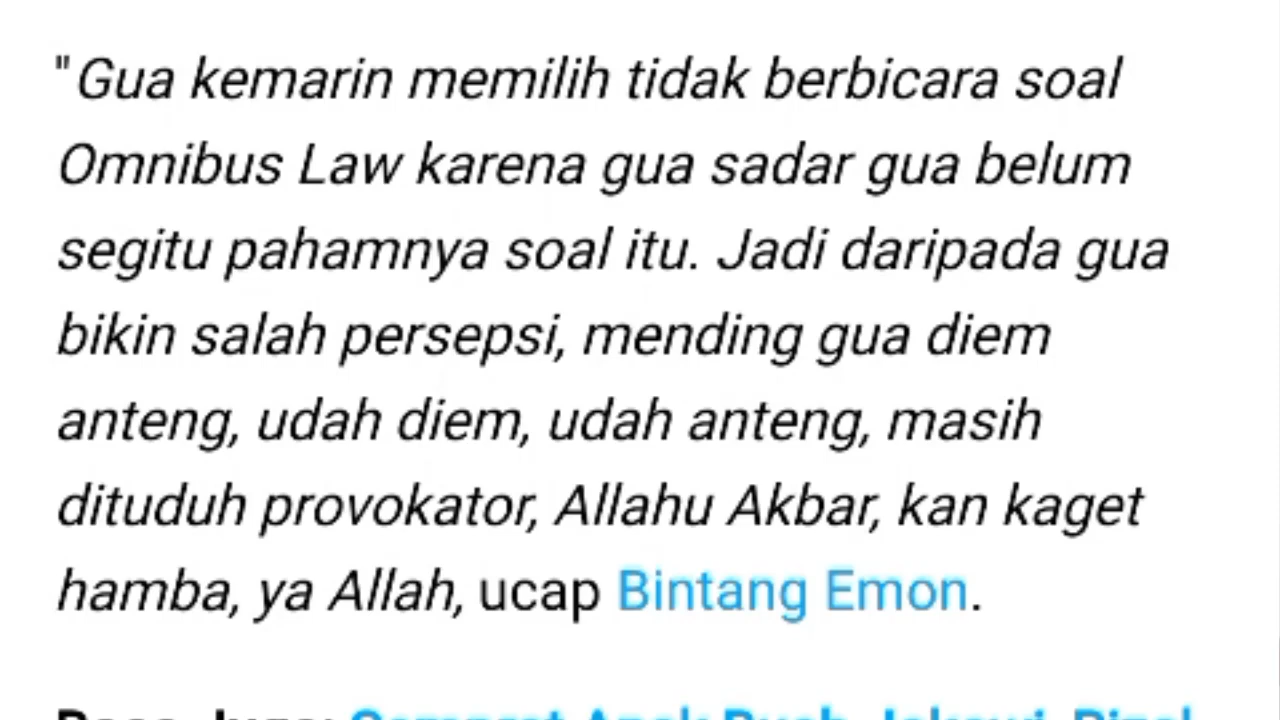 "Gua kemarin memilih tidak berbicara soal
Omnibus Law karena gua sadar gua belum
segitu pahamnya soal itu. Jadi daripada gua
bikin salah persepsi, mending gua diem
anteng, udah diem, udah anteng, masih
dituduh provokator, Allahu Akbar, kan kaget
hamba, ya Allah, ucap Bintang Emon.